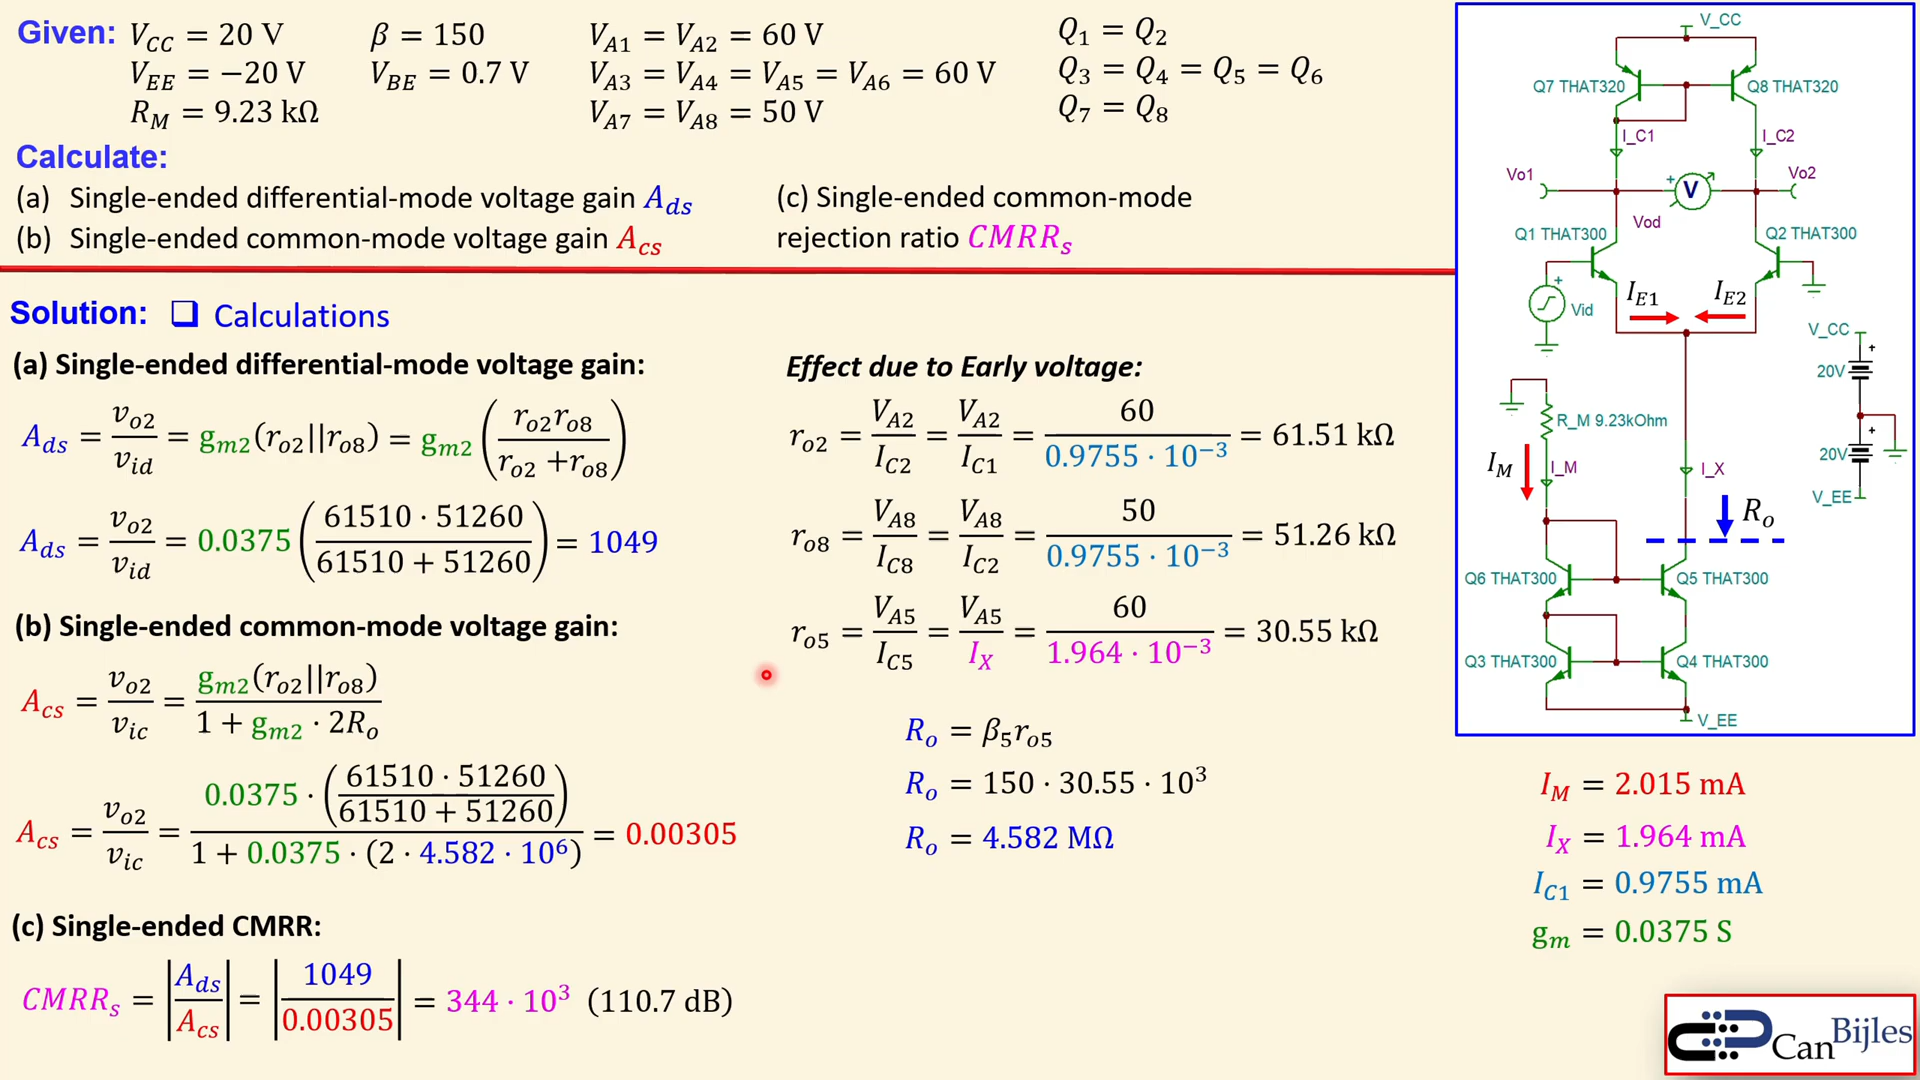 Given: V_CC = 20 V   β = 150   V_A1 = V_A2 = 60 V   Q_1 = Q_2
V_EE = −20 V   V_BE = 0.7 V   V_A3 = V_A4 = V_A5 = V_A6 = 60 V   Q_3 = Q_4 = Q_5 = Q_6
R_M = 9.23 kΩ   V_A7 = V_A8 = 50 V   Q_7 = Q_8
Calculate:
(a) Single-ended differential-mode voltage gain A_ds
(b) Single-ended common-mode voltage gain A_cs
(c) Single-ended common-mode
rejection ratio CMRR_s
Solution: ❑ Calculations
(a) Single-ended differential-mode voltage gain:
A_ds = v_o2/v_id = g_m2(r_o2||r_o8) = g_m2 (r_o2 r_o8 / r_o2 + r_o8)
A_ds = v_o2/v_id = 0.0375 (61510 · 51260 / 61510 + 51260) = 1049
(b) Single-ended common-mode voltage gain:
A_cs = v_o2/v_ic = g_m2(r_o2||r_o8) / 1 + g_m2 · 2R_o
A_cs = v_o2/v_ic = 0.0375 · (61510 · 51260 / 61510 + 51260) / 1 + 0.0375 · (2 · 4.582 · 10⁶) = 0.00305
(c) Single-ended CMRR:
CMRR_s = |A_ds/A_cs| = |1049/0.00305| = 344 · 10³ (110.7 dB)
Effect due to Early voltage:
r_o2 = V_A2/I_C2 = V_A2/I_C1 = 60/0.9755 · 10⁻³ = 61.51 kΩ
r_o8 = V_A8/I_C8 = V_A8/I_C2 = 50/0.9755 · 10⁻³ = 51.26 kΩ
r_o5 = V_A5/I_C5 = V_A5/I_X = 60/1.964 · 10⁻³ = 30.55 kΩ
R_o = β_5 r_o5
R_o = 150 · 30.55 · 10³
R_o = 4.582 MΩ
V_CC
Q7 THAT320   Q8 THAT320
I_C1   I_C2
Vo1   V   Vo2
+
Vod
Q1 THAT300   Q2 THAT300
+
Vid
I_E1   I_E2
V_CC
+
20V
R_M 9.23kOhm
+
20V
V_EE
I_M   I_M   I_X
R_o
Q6 THAT300   Q5 THAT300
Q3 THAT300   Q4 THAT300
V_EE
I_M = 2.015 mA
I_X = 1.964 mA
I_C1 = 0.9755 mA
g_m = 0.0375 S
CanBijles